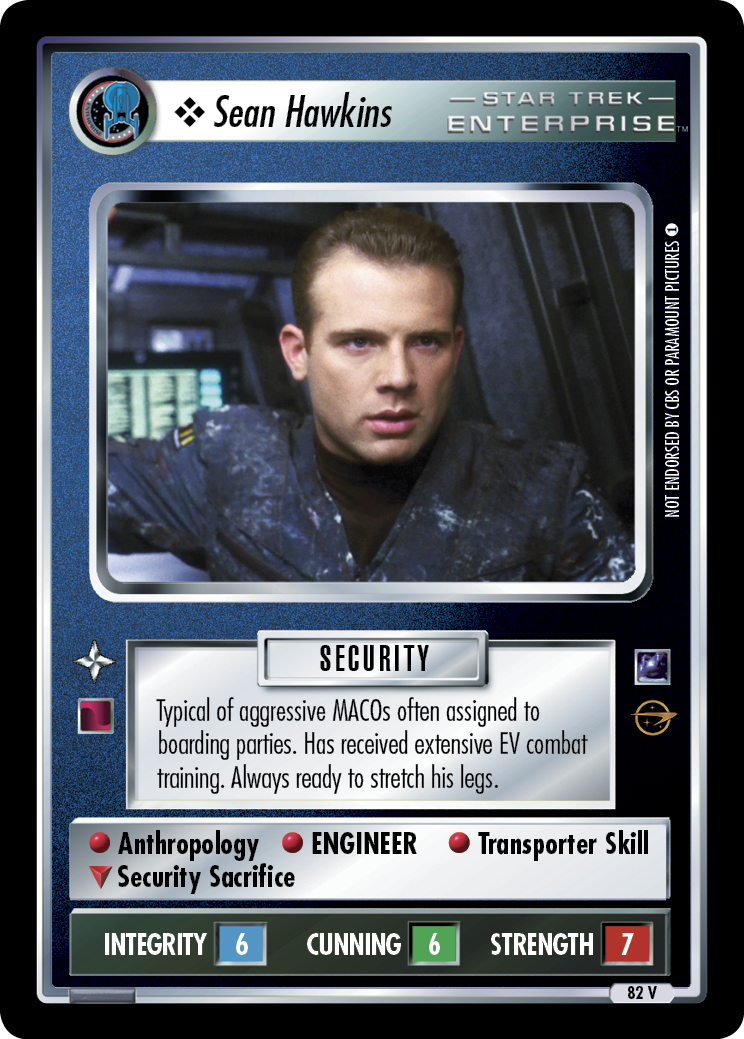 Sean Hawkins
STAR TREK
ENTERPRISE™
NOT ENDORSED BY CBS OR PARAMOUNT PICTURES 1
SECURITY
Typical of aggressive MACOs often assigned to
boarding parties. Has received extensive EV combat
training. Always ready to stretch his legs.
Anthropology ENGINEER Transporter Skill
Security Sacrifice
INTEGRITY 6 CUNNING 6 STRENGTH 7
82 V